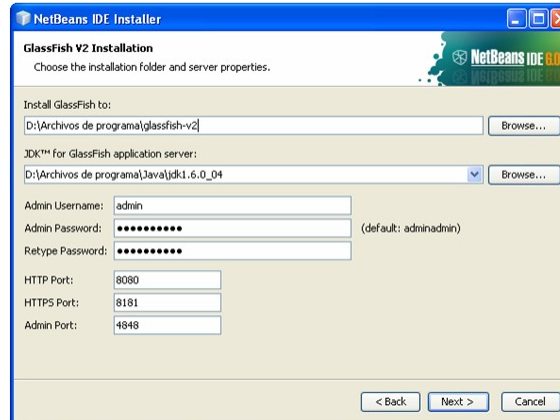 NetBeans IDE Installer
GlassFish V2 Installation
Choose the installation folder and server properties.
NetBeans IDE 6.0
Install GlassFish to:
D:\Archivos de programa\glassfish-v2
Browse...
JDK™ for GlassFish application server:
D:\Archivos de programa\Java\jdk1.6.0_04
Browse...
Admin Username: admin
Admin Password: ●●●●●●●●●● (default: adminadmin)
Retype Password: ●●●●●●●●●●
HTTP Port: 8080
HTTPS Port: 8181
Admin Port: 4848
< Back Next > Cancel